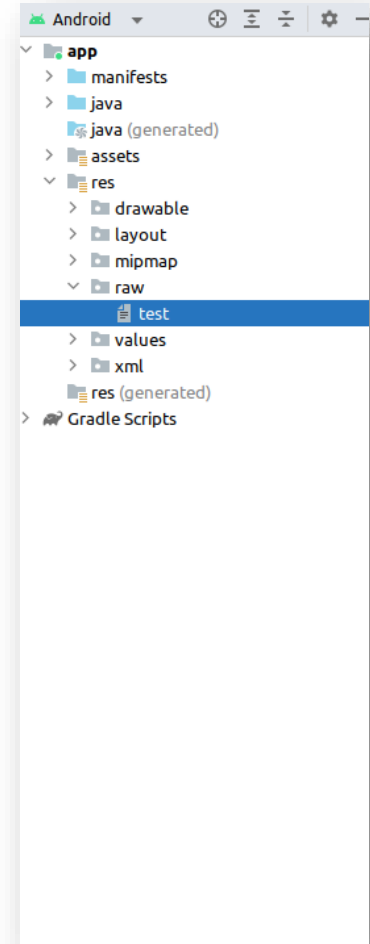 Android
app
manifests
java
java (generated)
assets
res
drawable
layout
mipmap
raw
test
values
xml
res (generated)
Gradle Scripts